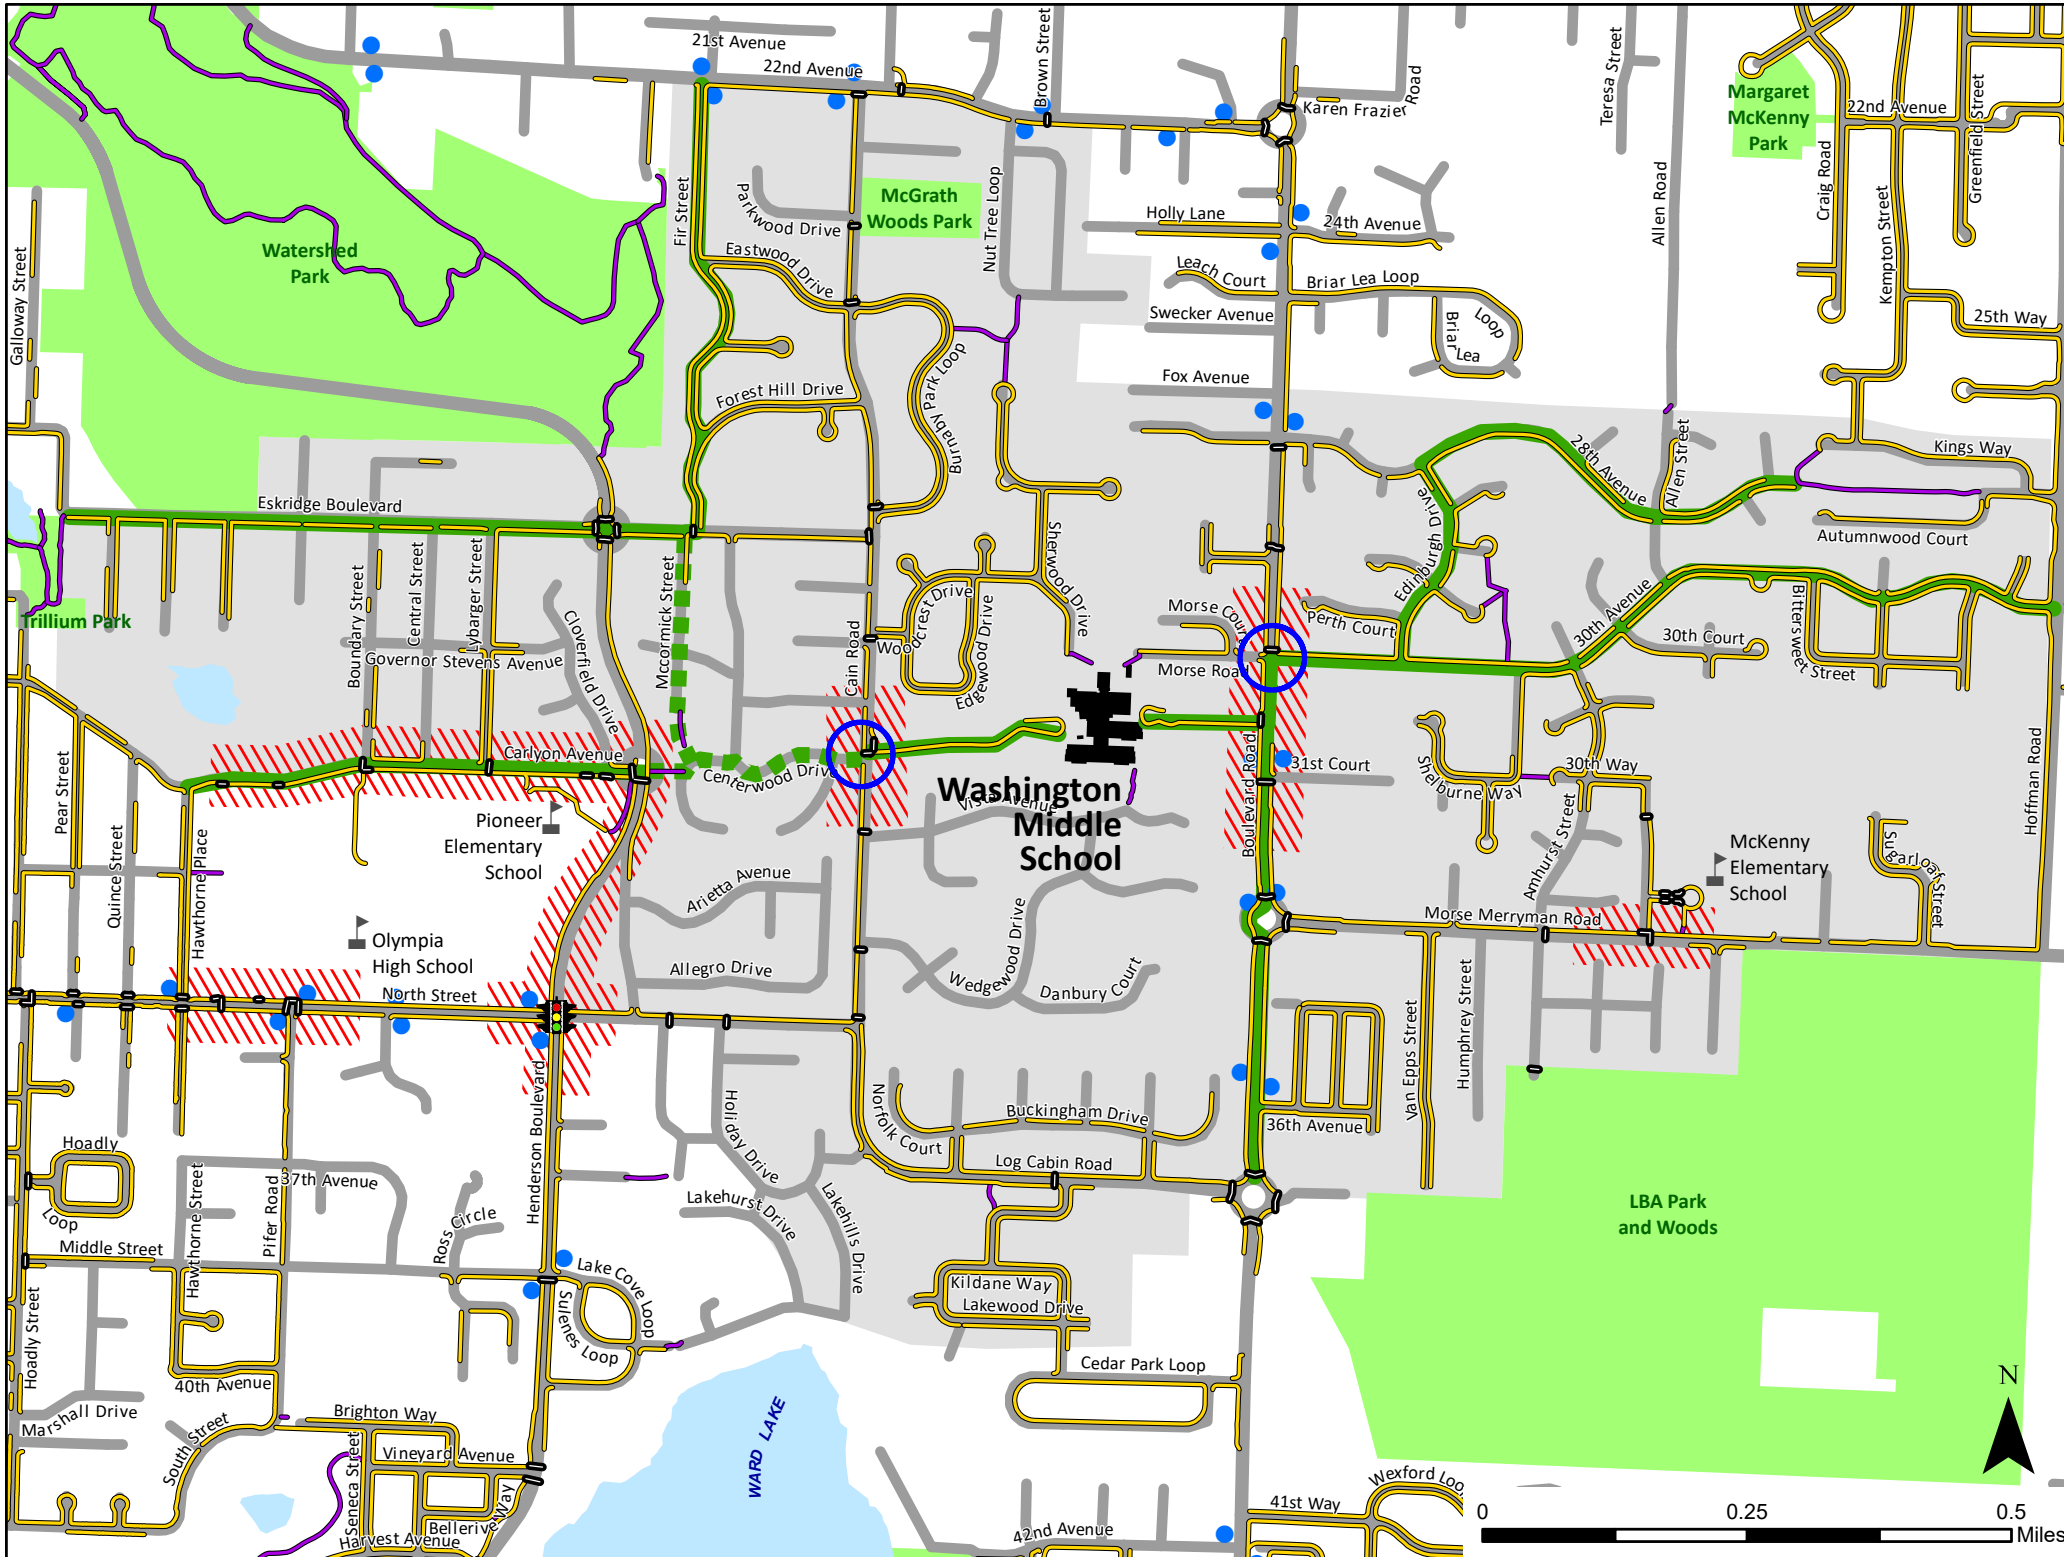 21st Avenue
22nd Avenue
Brown Street
Karen Frazier Road
Teresa Street
Margaret
McKenny
Park
22nd Avenue
Greenfield Street
Craig Road
Kempton Street
Allen Road
Fir Street
Parkwood Drive
McGrath
Woods Park
Nut Tree Loop
Holly Lane
24th Avenue
Watershed
Park
Galloway Street
Eastwood Drive
Leach Court
Briar Lea Loop
Swecker Avenue
Briar Lea
Loop
25th Way
Burnaby Park Loop
Forest Hill Drive
Fox Avenue
Kings Way
28th Avenue
Allen Street
Eskridge Boulevard
Edinburgh Drive
Autumnwood Court
Boundary Street
Central Street
Lybarger Street
Mccormick Street
Sherwood Drive
Woodcrest Drive
Edgewood Drive
Morse Court
Perth Court
30th Avenue
30th Court
Bittersweet Street
Trillium Park
Governor Stevens Avenue
Cloverfield Drive
Cain Road
Morse Road
Carlyon Avenue
Centerwood Drive
Boulevard Road
31st Court
Shelburne Way
30th Way
Hoffman Road
Pear Street
Quince Street
Hawthorne Place
Pioneer
Elementary
School
Vista Avenue
Washington
Middle
School
Amhurst Street
McKenny
Elementary
School
Sugarloaf Street
Arietta Avenue
Morse Merryman Road
Olympia
High School
Allegro Drive
Wedgewood Drive
Danbury Court
North Street
Van Epps Street
Humphrey Street
Henderson Boulevard
Holiday Drive
Norfolk Court
Buckingham Drive
36th Avenue
Hoadly
Loop
Log Cabin Road
37th Avenue
Hawthorne Street
Pifer Road
Ross Circle
Lakehurst Drive
Lakehills Drive
LBA Park
and Woods
Middle Street
Lake Cove Loop
Sulenes Loop
Kildane Way
Lakewood Drive
Hoadly Street
40th Avenue
Cedar Park Loop
N
Marshall Drive
South Street
Brighton Way
Vineyard Avenue
Seneca Street
Bellerive Way
Harvest Avenue
WARD LAKE
42nd Avenue
41st Way
Wexford Loo
0 0.25 0.5
Miles